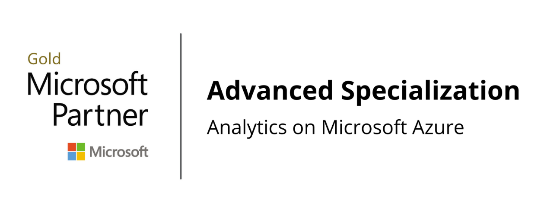 Gold
Microsoft
Partner
Microsoft
Advanced Specialization
Analytics on Microsoft Azure